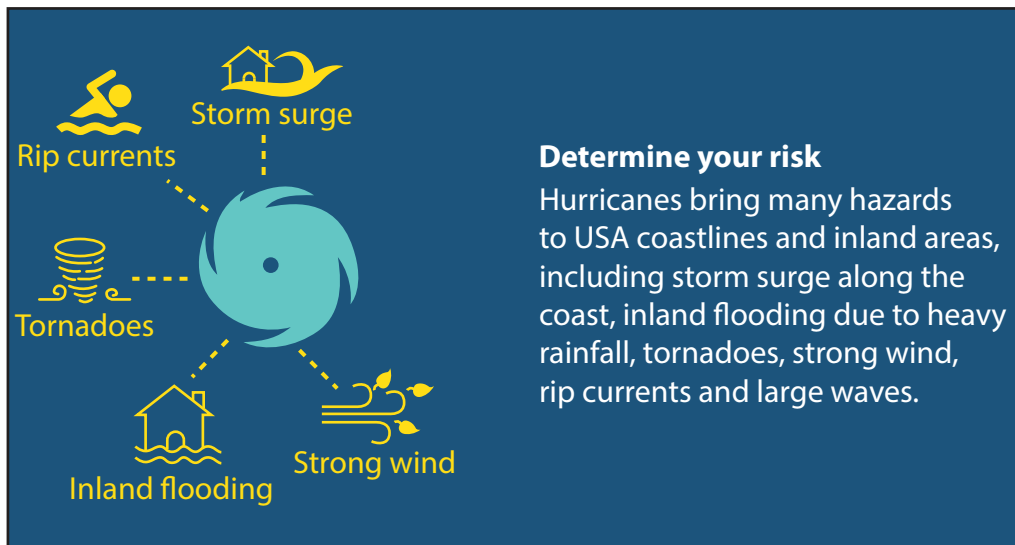 Storm surge
Rip currents
Tornadoes
Inland flooding
Strong wind
Determine your risk
Hurricanes bring many hazards
to USA coastlines and inland areas,
including storm surge along the
coast, inland flooding due to heavy
rainfall, tornadoes, strong wind,
rip currents and large waves.